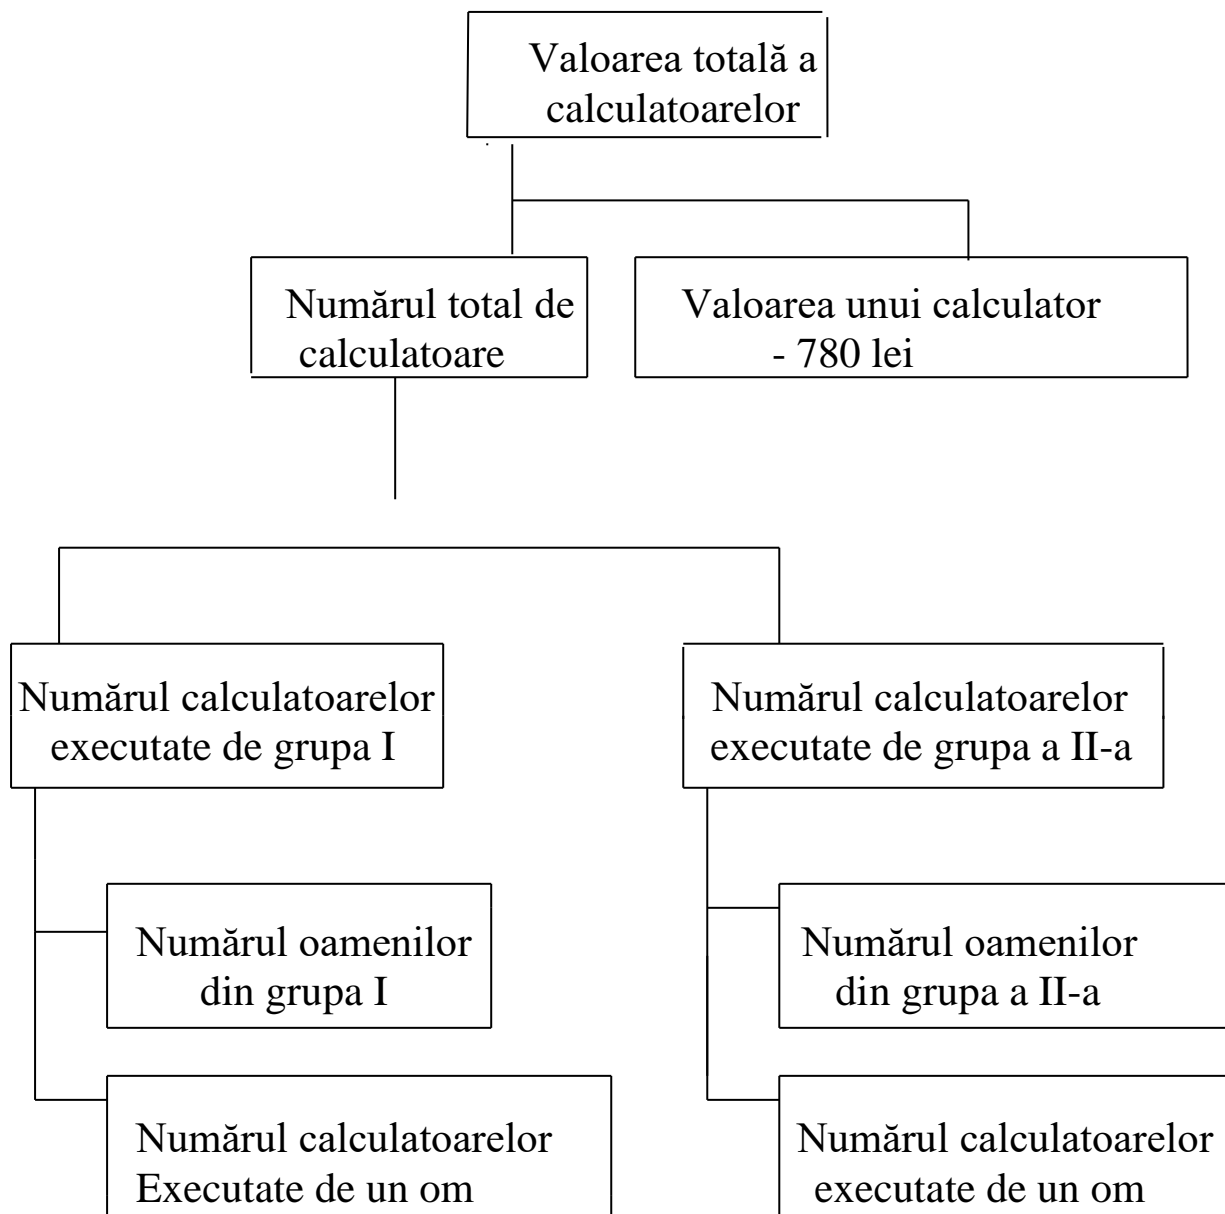 Valoarea totală a
calculatoarelor
Numărul total de
calculatoare
Valoarea unui calculator
- 780 lei
Numărul calculatoarelor
executate de grupa I
Numărul calculatoarelor
executate de grupa a II-a
Numărul oamenilor
din grupa I
Numărul oamenilor
din grupa a II-a
Numărul calculatoarelor
Executate de un om
Numărul calculatoarelor
executate de un om